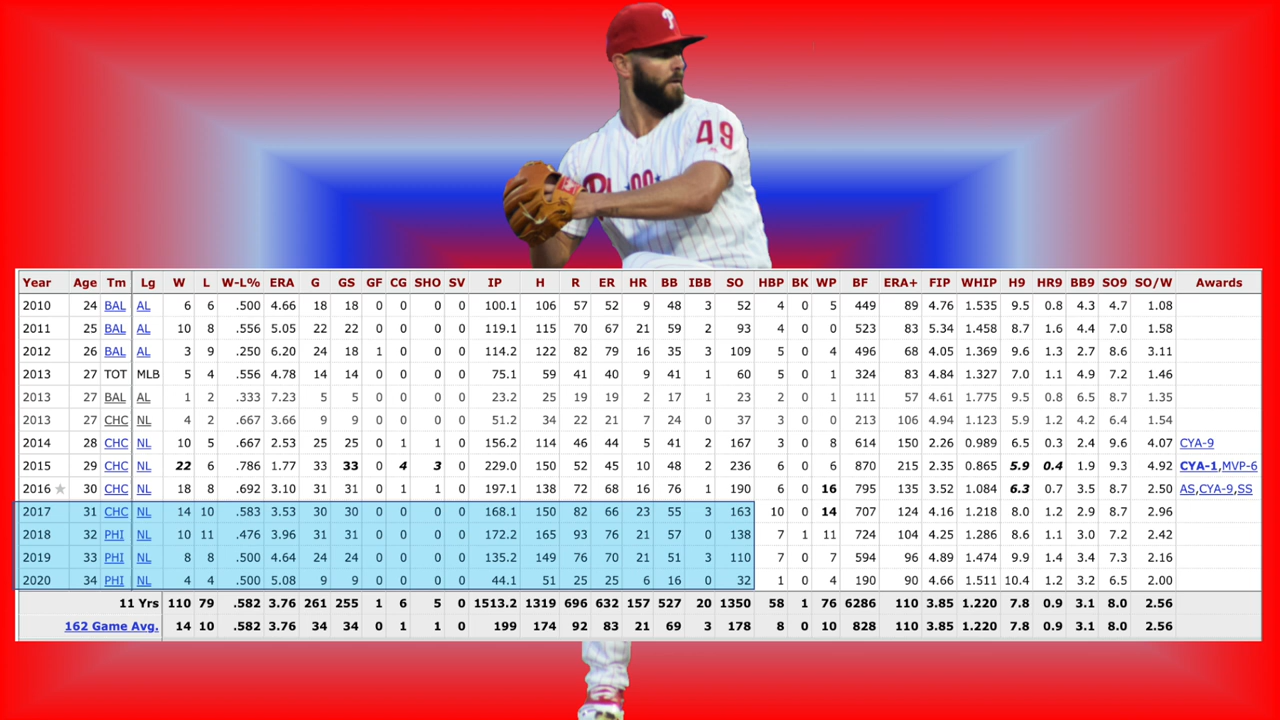 P
49
Year Age Tm Lg W L W-L% ERA G GS GF CG SHO SV IP H R ER HR BB IBB SO HBP BK WP BF ERA+ FIP WHIP H9 HR9 BB9 SO9 SO/W Awards
2010 24 BAL AL 6 6 .500 4.66 18 18 0 0 0 0 100.1 106 57 52 9 48 3 52 4 0 5 449 89 4.76 1.535 9.5 0.8 4.3 4.7 1.08
2011 25 BAL AL 10 8 .556 5.05 22 22 0 0 0 0 119.1 115 70 67 21 59 2 93 4 0 0 523 83 5.34 1.458 8.7 1.6 4.4 7.0 1.58
2012 26 BAL AL 3 9 .250 6.20 24 18 1 0 0 0 114.2 122 82 79 16 35 3 109 5 0 4 496 68 4.05 1.369 9.6 1.3 2.7 8.6 3.11
2013 27 TOT MLB 5 4 .556 4.78 14 14 0 0 0 0 75.1 59 41 40 9 41 1 60 5 0 1 324 83 4.84 1.327 7.0 1.1 4.9 7.2 1.46
2013 27 BAL AL 1 2 .333 7.23 5 5 0 0 0 0 23.2 25 19 19 2 17 1 23 2 0 1 111 57 4.61 1.775 9.5 0.8 6.5 8.7 1.35
2013 27 CHC NL 4 2 .667 3.66 9 9 0 0 0 0 51.2 34 22 21 7 24 0 37 3 0 0 213 106 4.94 1.123 5.9 1.2 4.2 6.4 1.54
2014 28 CHC NL 10 5 .667 2.53 25 25 0 1 0 0 156.2 114 46 44 5 41 2 167 3 0 8 614 150 2.26 0.989 6.5 0.3 2.4 9.6 4.07 CYA-9
2015 29 CHC NL 22 6 .786 1.77 33 33 0 4 3 0 229.0 150 52 45 10 48 2 236 6 0 6 870 215 2.35 0.865 5.9 0.4 1.9 9.3 4.92 CYA-1,MVP-6
2016 ★ 30 CHC NL 18 8 .692 3.10 31 31 0 1 1 0 197.1 138 72 68 16 76 1 190 6 0 16 795 135 3.52 1.084 6.3 0.7 3.5 8.7 2.50 AS,CYA-9,SS
2017 31 CHC NL 14 10 .583 3.53 30 30 0 0 0 0 168.1 150 82 66 23 55 3 163 10 0 14 707 124 4.16 1.218 8.0 1.2 2.9 8.7 2.96
2018 32 PHI NL 10 11 .476 3.96 31 31 0 0 0 0 172.2 165 93 76 21 57 0 138 7 1 11 724 104 4.25 1.286 8.6 1.1 3.0 7.2 2.42
2019 33 PHI NL 8 8 .500 4.64 24 24 0 0 0 0 135.2 149 76 70 21 51 3 110 7 0 7 594 96 4.89 1.474 9.9 1.4 3.4 7.3 2.16
2020 34 PHI NL 4 4 .500 5.08 9 9 0 0 0 0 44.1 51 25 25 6 16 0 32 1 0 4 190 90 4.66 1.511 10.4 1.2 3.2 6.5 2.00
11 Yrs 110 79 .582 3.76 261 255 1 6 5 0 1513.2 1319 696 632 157 527 20 1350 58 1 76 6286 110 3.85 1.220 7.8 0.9 3.1 8.0 2.56
162 Game Avg. 14 10 .582 3.76 34 34 0 1 1 0 199 174 92 83 21 69 3 178 8 0 10 828 110 3.85 1.220 7.8 0.9 3.1 8.0 2.56